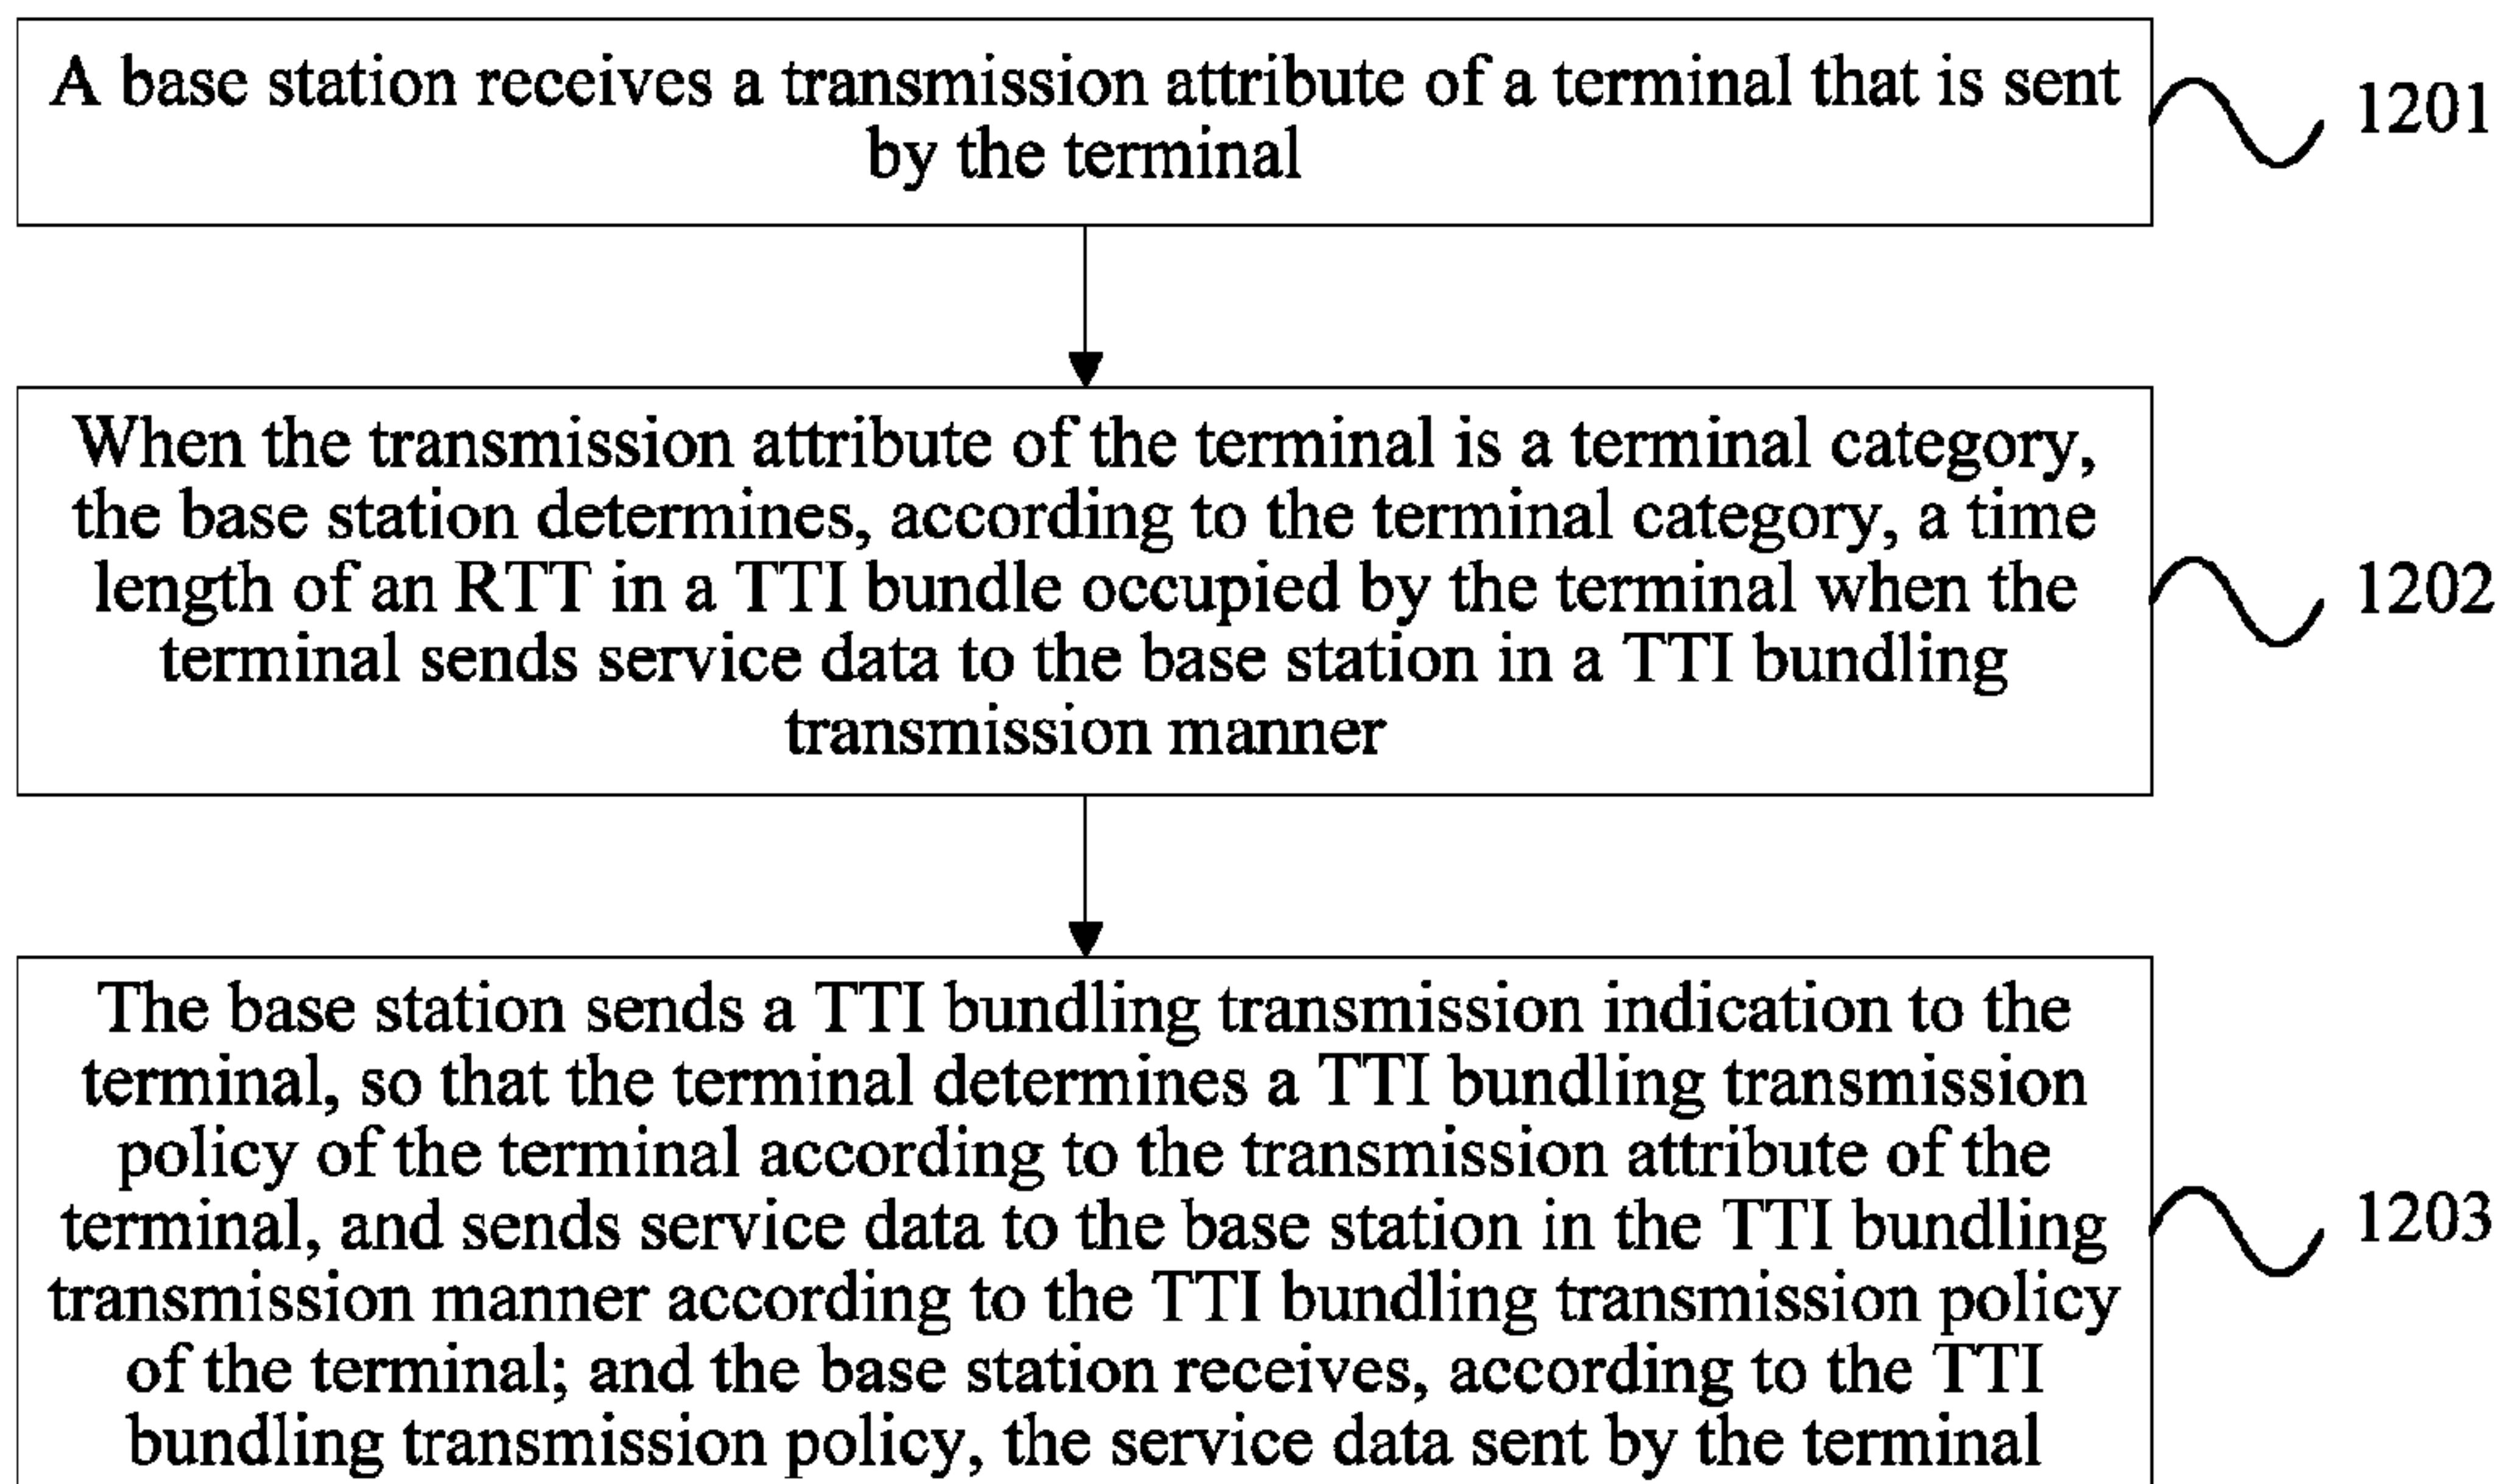 A base station receives a transmission attribute of a terminal that is sent
by the terminal
1201
When the transmission attribute of the terminal is a terminal category,
the base station determines, according to the terminal category, a time
length of an RTT in a TTI bundle occupied by the terminal when the
terminal sends service data to the base station in a TTI bundling
transmission manner
1202
The base station sends a TTI bundling transmission indication to the
terminal, so that the terminal determines a TTI bundling transmission
policy of the terminal according to the transmission attribute of the
terminal, and sends service data to the base station in the TTI bundling
transmission manner according to the TTI bundling transmission policy
of the terminal; and the base station receives, according to the TTI
bundling transmission policy, the service data sent by the terminal
1203